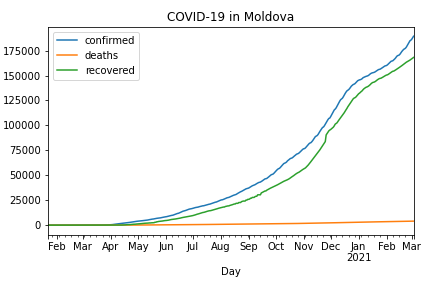 COVID-19 in Moldova
confirmed
deaths
recovered
175000
150000
125000
100000
75000
50000
25000
0
Feb Mar Apr May Jun Jul Aug Sep Oct Nov Dec Jan Feb Mar
2021
Day